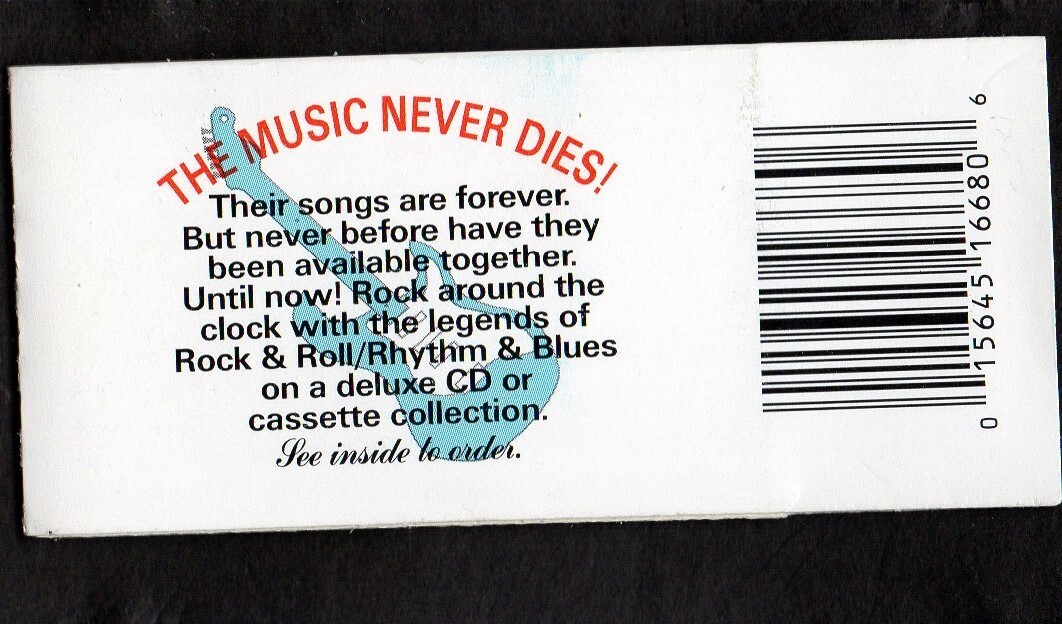 THE MUSIC NEVER DIES!
Their songs are forever.
But never before have they
been available together.
Until now! Rock around the
clock with the legends of
Rock & Roll/Rhythm & Blues
on a deluxe CD or
cassette collection.
See inside to order.
0 15645 16680 6